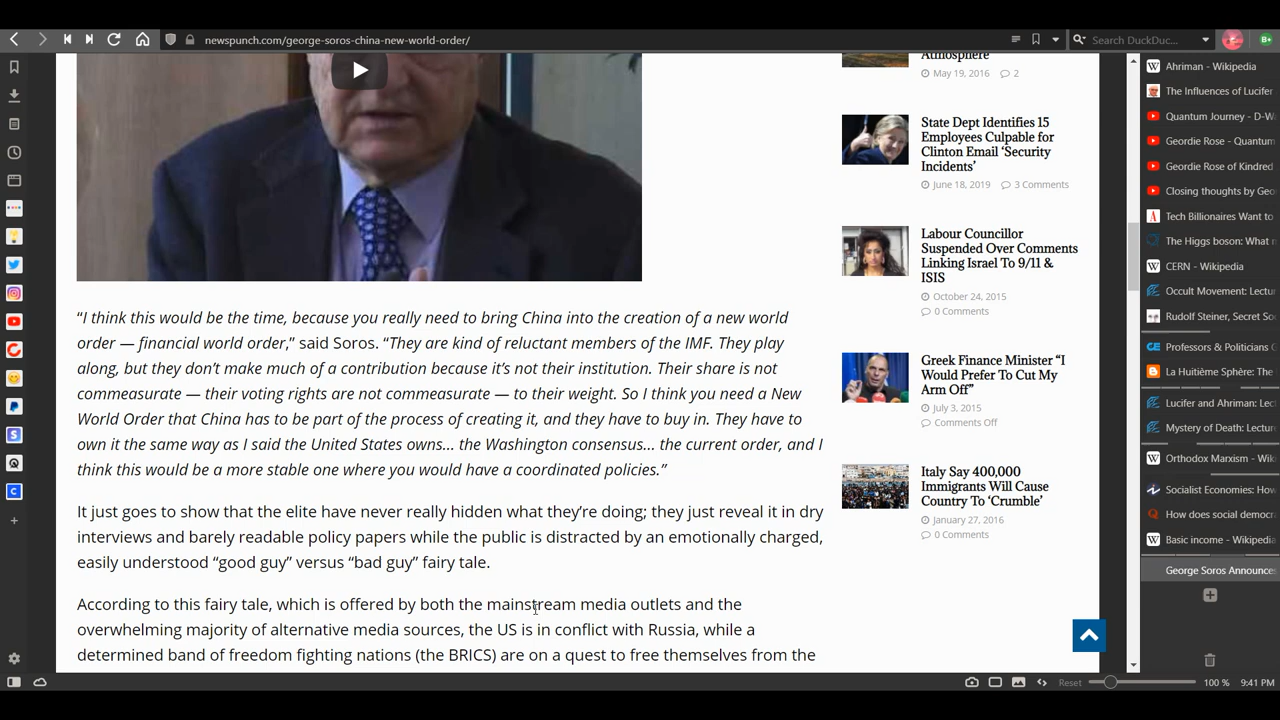 newspunch.com/george-soros-china-new-world-order/
Search DuckDuc...
B+
Atmosphere
May 19, 2016 2
State Dept Identifies 15
Employees Culpable for
Clinton Email ‘Security
Incidents’
June 18, 2019 3 Comments
Labour Councillor
Suspended Over Comments
Linking Israel To 9/11 &
ISIS
October 24, 2015
0 Comments
Greek Finance Minister “I
Would Prefer To Cut My
Arm Off”
July 3, 2015
Comments Off
Italy Say 400,000
Immigrants Will Cause
Country To ‘Crumble’
January 27, 2016
0 Comments
“I think this would be the time, because you really need to bring China into the creation of a new world
order — financial world order,” said Soros. “They are kind of reluctant members of the IMF. They play
along, but they don’t make much of a contribution because it’s not their institution. Their share is not
commeasurate — their voting rights are not commeasurate — to their weight. So I think you need a New
World Order that China has to be part of the process of creating it, and they have to buy in. They have to
own it the same way as I said the United States owns… the Washington consensus… the current order, and I
think this would be a more stable one where you would have a coordinated policies.”
It just goes to show that the elite have never really hidden what they’re doing; they just reveal it in dry
interviews and barely readable policy papers while the public is distracted by an emotionally charged,
easily understood “good guy” versus “bad guy” fairy tale.
According to this fairy tale, which is offered by both the mainstream media outlets and the
overwhelming majority of alternative media sources, the US is in conflict with Russia, while a
determined band of freedom fighting nations (the BRICS) are on a quest to free themselves from the
Ahriman - Wikipedia
The Influences of Lucifer
Quantum Journey - D-W
Geordie Rose - Quantum
Geordie Rose of Kindred
Closing thoughts by Geo
Tech Billionaires Want to
The Higgs boson: What
CERN - Wikipedia
Occult Movement: Lectu
Rudolf Steiner, Secret So
Professors & Politicians
La Huitième Sphère: The
Lucifer and Ahriman: Lec
Mystery of Death: Lecture
Orthodox Marxism - Wik
Socialist Economies: How
How does social democr
Basic income - Wikipedia
George Soros Announce
Reset 100 % 9:41 PM